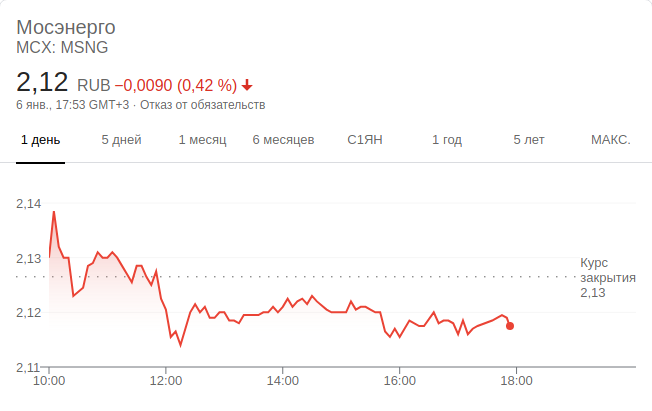 Мосэнерго
MCX: MSNG
2,12 RUB −0,0090 (0,42 %)
6 янв., 17:53 GMT+3 · Отказ от обязательств
1 день 5 дней 1 месяц 6 месяцев С1ЯН 1 год 5 лет МАКС.
2,14
2,13
2,12
2,11
Курс
закрытия
2,13
10:00 12:00 14:00 16:00 18:00